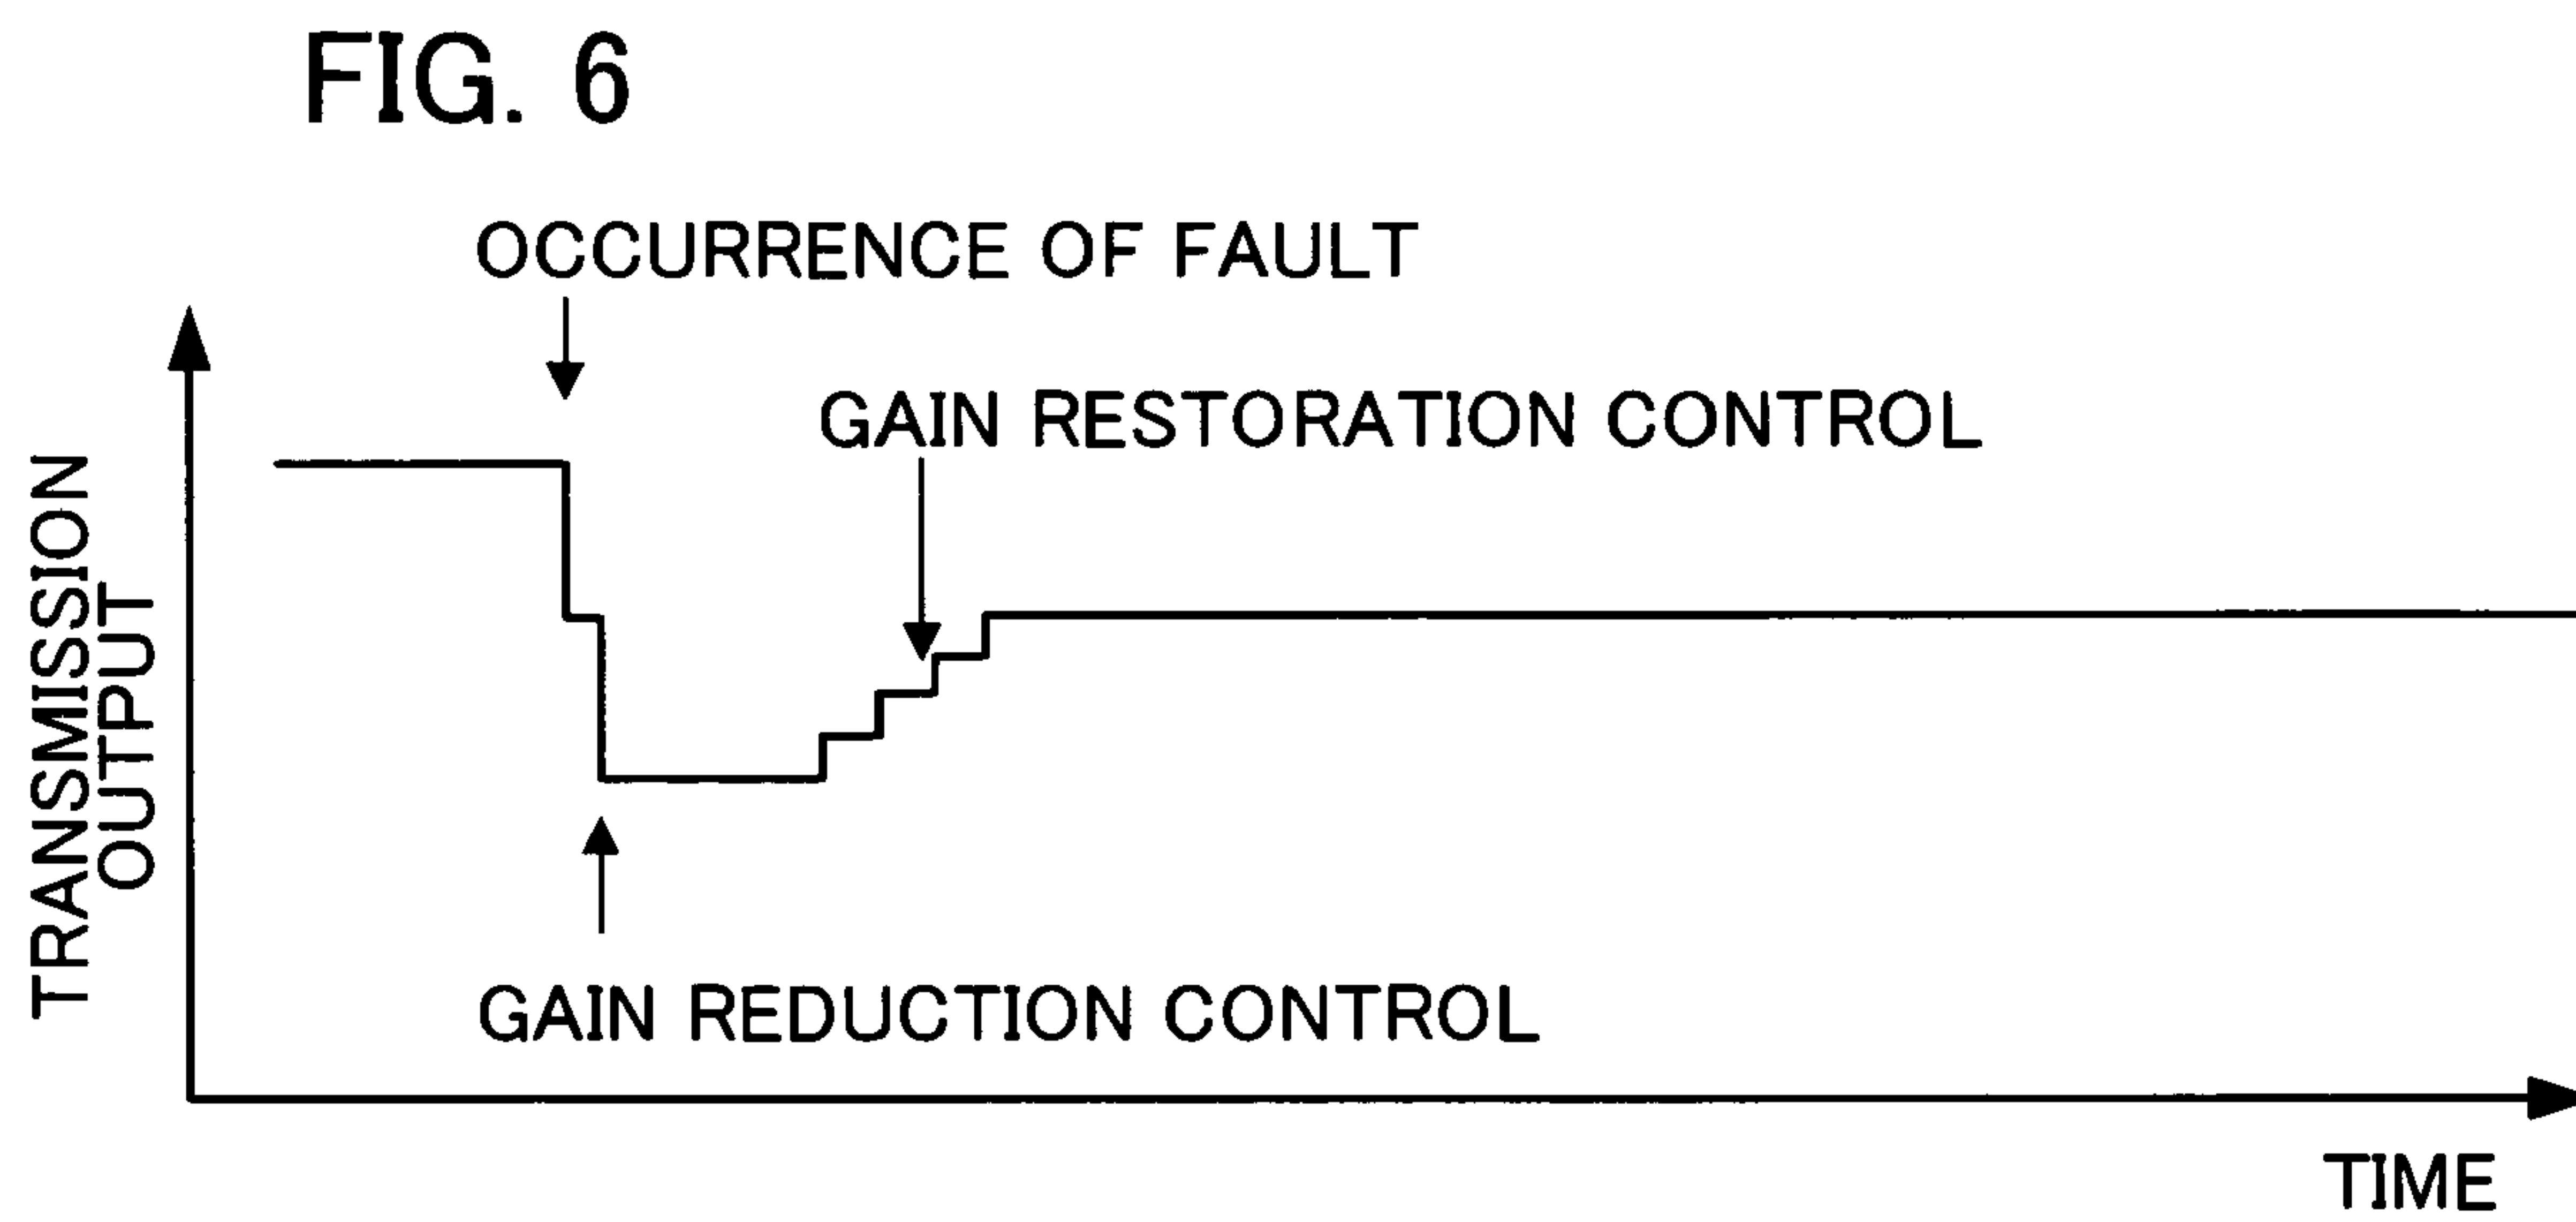 FIG. 6
OCCURRENCE OF FAULT
GAIN RESTORATION CONTROL
TRANSMISSION
OUTPUT
GAIN REDUCTION CONTROL
TIME